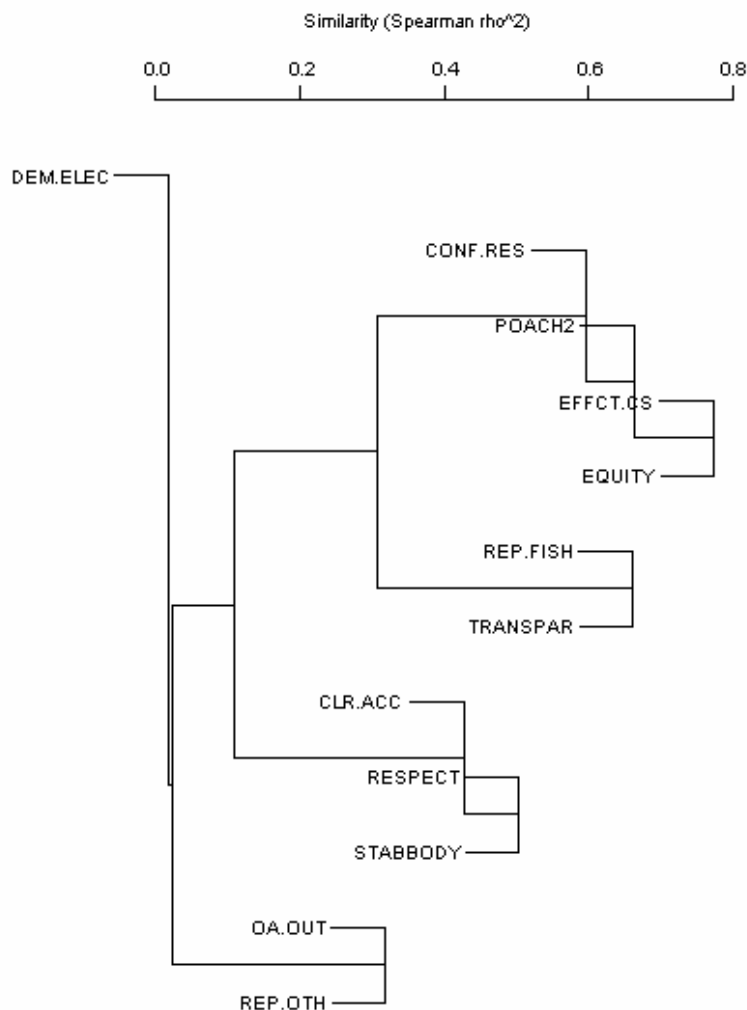 Similarity (Spearman rho^2)
0.0 0.2 0.4 0.6 0.8
DEM.ELEC
CONF.RES
POACH2
EFFCT.CS
EQUITY
REP.FISH
TRANSPAR
CLR.ACC
RESPECT
STABBODY
OA.OUT
REP.OTH